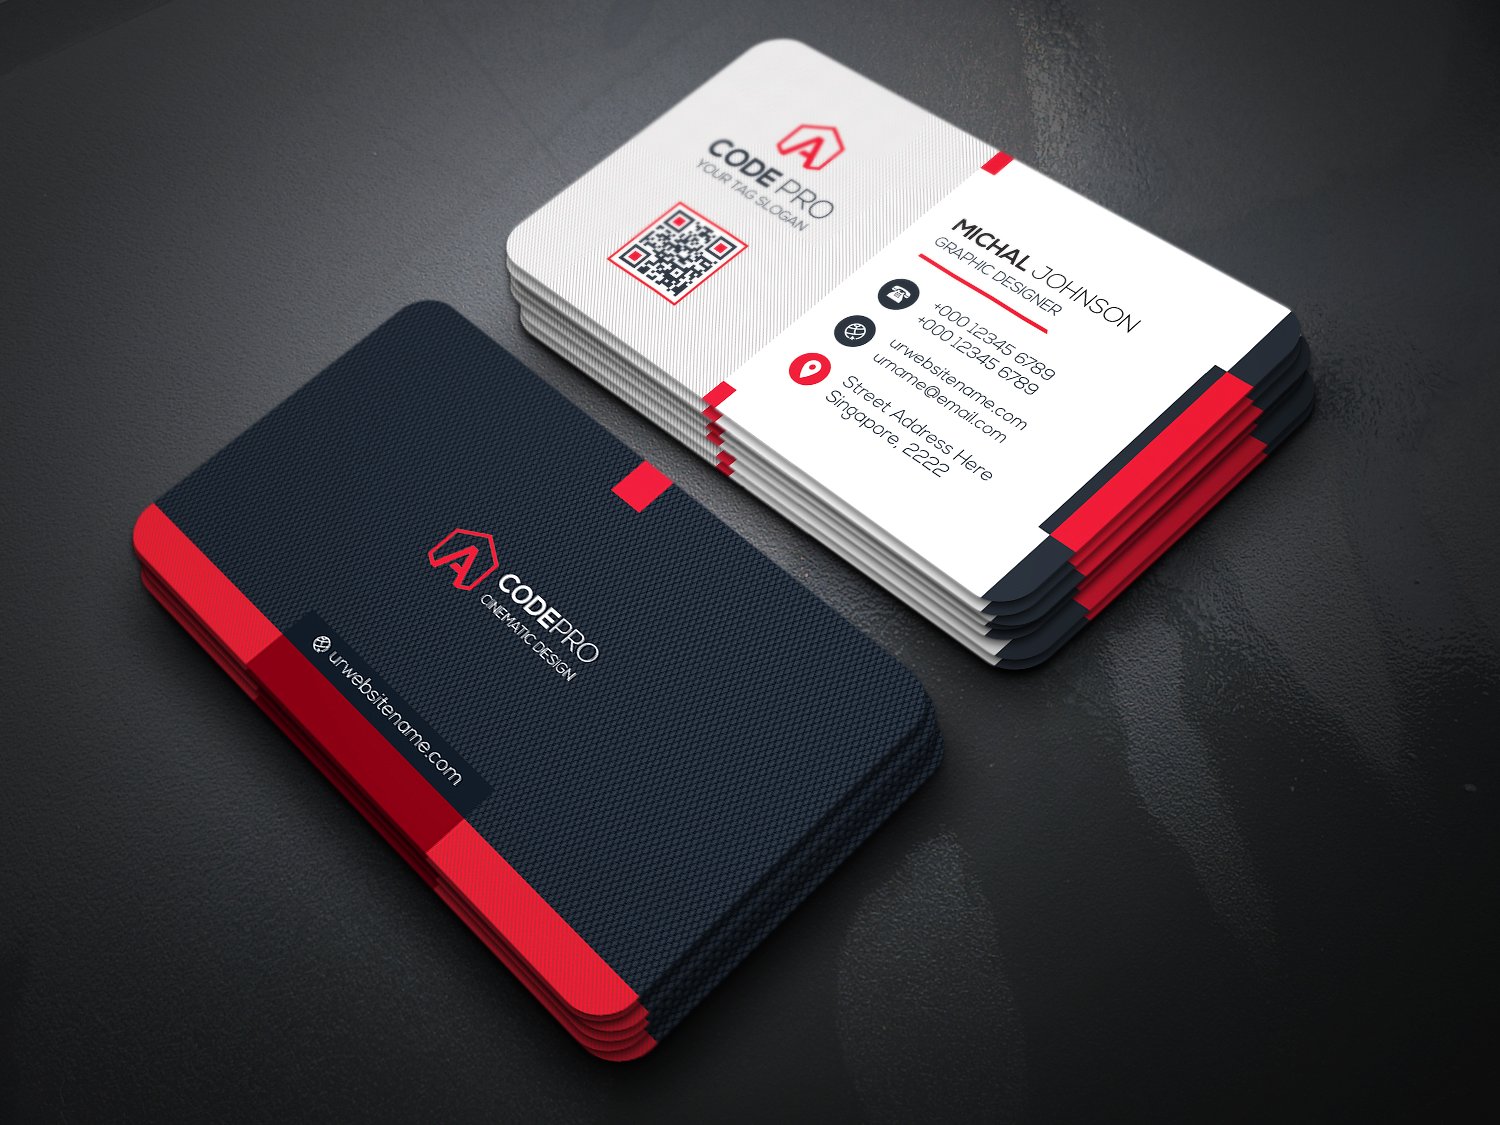 CODE PRO
YOUR TAG SLOGAN
MICHAL JOHNSON
GRAPHIC DESIGNER
+000 12345 6789
+000 12345 6789
urwebsitename.com
urname@email.com
Street Address Here
Singapore, 2222
CODEPRO
CINEMATIC DESIGN
urwebsitename.com